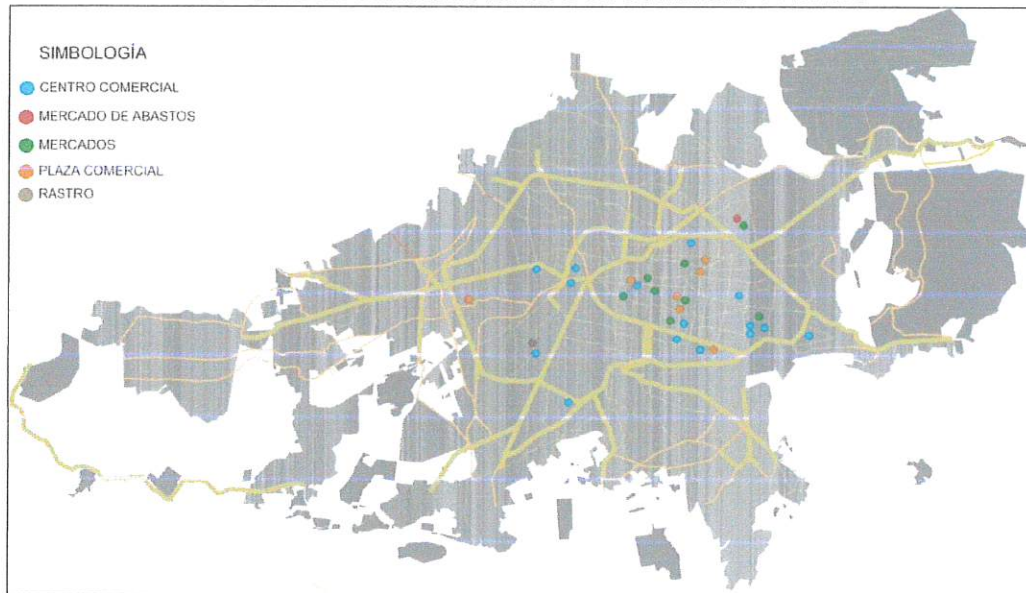 SIMBOLOGÍA
CENTRO COMERCIAL
MERCADO DE ABASTOS
MERCADOS
PLAZA COMERCIAL
RASTRO